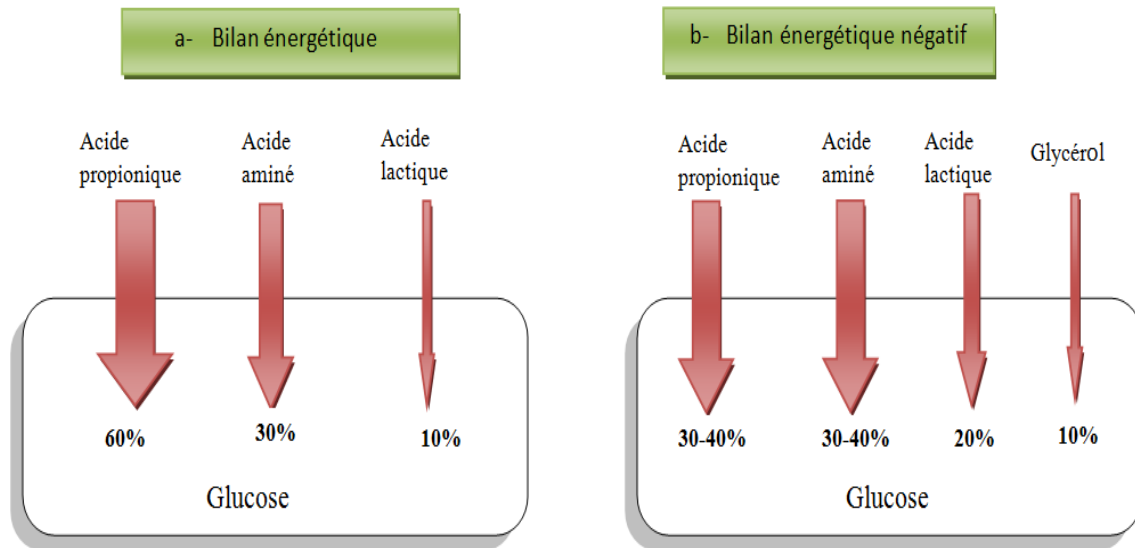 a- Bilan énergétique
Acide
propionique
Acide
aminé
Acide
lactique
60%
30%
10%
Glucose
b- Bilan énergétique négatif
Acide
propionique
Acide
aminé
Acide
lactique
Glycérol
30-40%
30-40%
20%
10%
Glucose